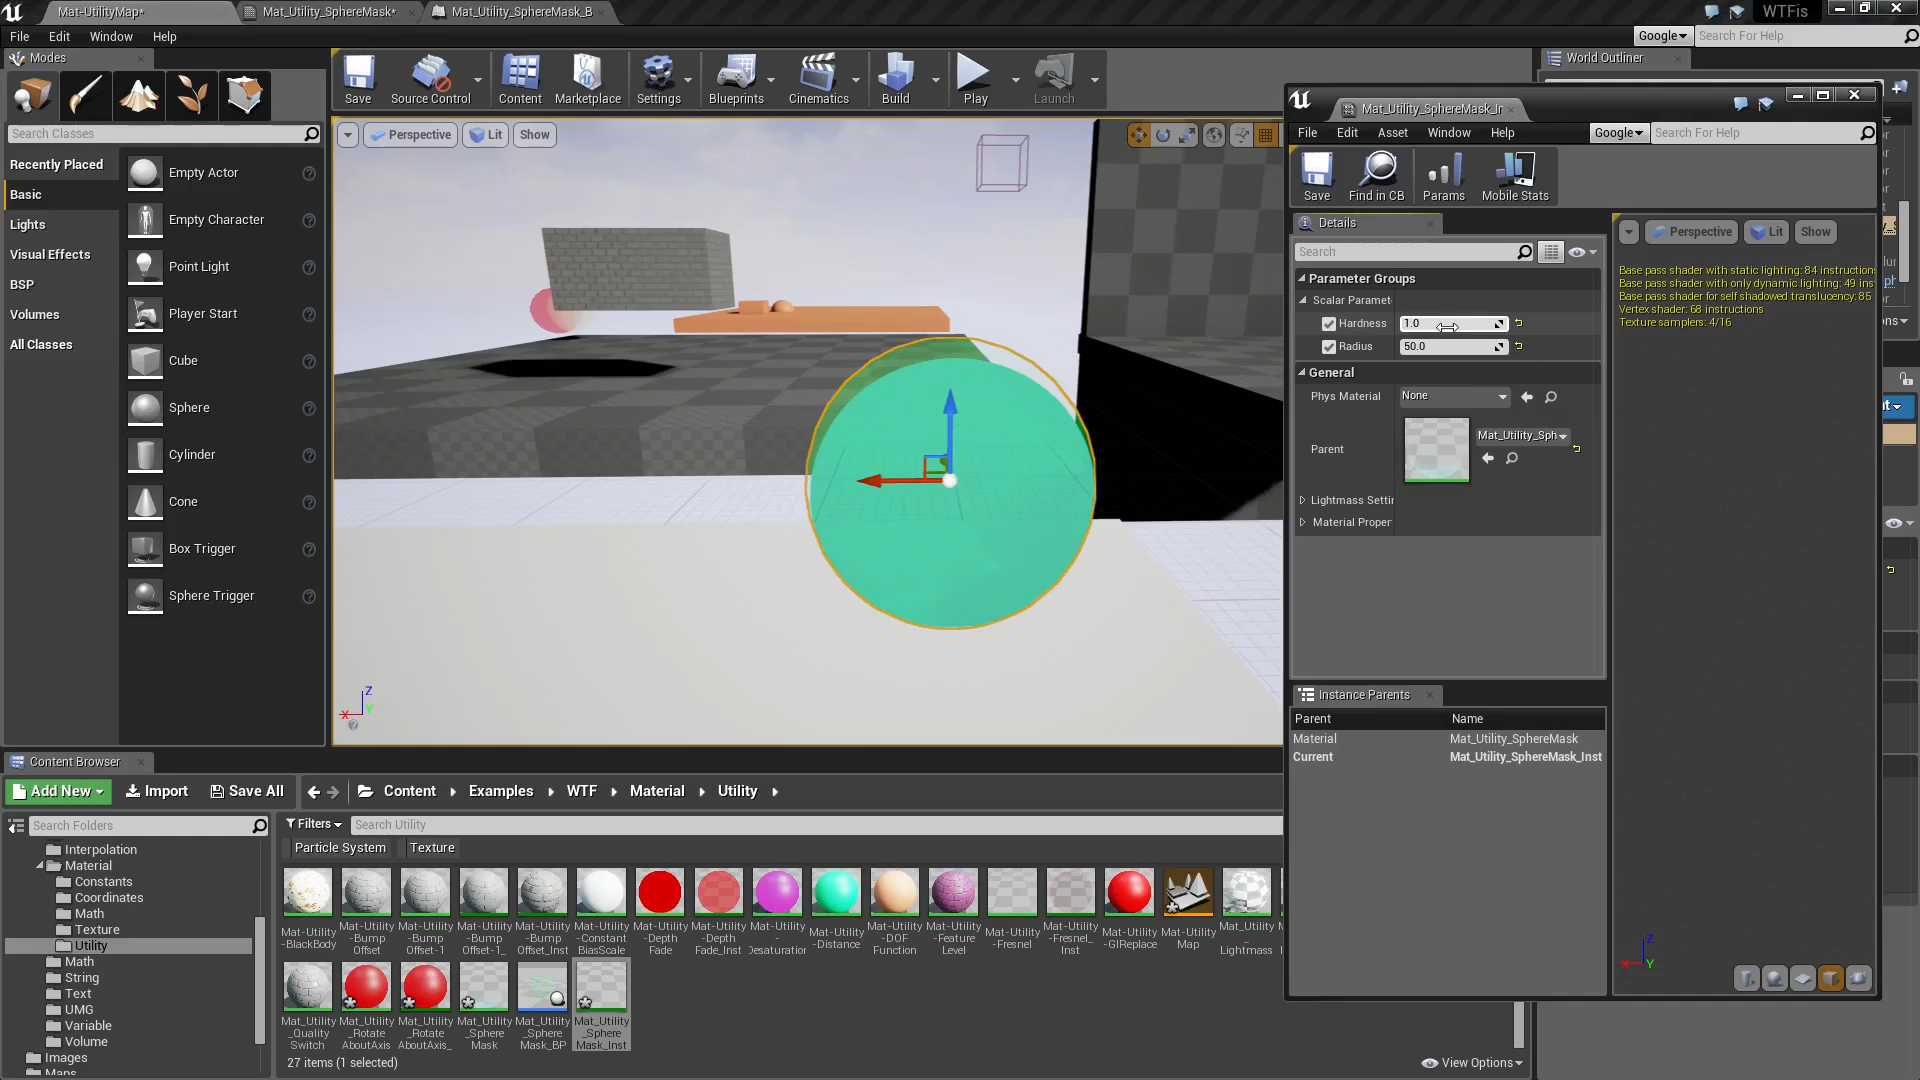 Mat-UtilityMap*
Mat_Utility_SphereMask*
Mat_Utility_SphereMask_B
WTFis
File Edit Window Help
Google
Search For Help
Modes
World Outliner
Search Classes
Recently Placed
Basic
Lights
Visual Effects
BSP
Volumes
All Classes
Empty Actor
Empty Character
Point Light
Player Start
Cube
Sphere
Cylinder
Cone
Box Trigger
Sphere Trigger
Save
Source Control
Content
Marketplace
Settings
Blueprints
Cinematics
Build
Play
Launch
Perspective
Lit
Show
Z
X
Y
Mat_Utility_SphereMask_Ir
File Edit Asset Window Help
Google
Search For Help
Save
Find in CB
Params
Mobile Stats
Details
Search
Parameter Groups
Scalar Paramet
Hardness 1.0
Radius 50.0
General
Phys Material None
Parent
Mat_Utility_Sph
Lightmass Settir
Material Proper
Perspective
Lit
Show
Base pass shader with static lighting: 84 instructions
Base pass shader with only dynamic lighting: 49 ins
Base pass shader for self shadowed translucency: 85
Vertex shader: 68 instructions
Texture samplers: 4/16
Z
X
Y
Instance Parents
Parent Name
Material Mat_Utility_SphereMask
Current Mat_Utility_SphereMask_Inst
Content Browser
Add New
Import
Save All
Content
Examples
WTF
Material
Utility
Search Folders
Interpolation
Material
Constants
Coordinates
Math
Texture
Utility
Math
String
Text
UMG
Variable
Volume
Images
Maps
Filters
Search Utility
Particle System
Texture
Mat-Utility
-BlackBody
Mat-Utility
-Bump
Offset
Mat-Utility
-Bump
Offset-1
Mat-Utility
-Bump
Offset-1_
Mat-Utility
-Bump
Offset_Inst
Mat-Utility
-Constant
BiasScale
Mat-Utility
-Depth
Fade
Mat-Utility
-Depth
Fade_Inst
Mat-Utility
-
Desaturation
Mat-Utility
-Distance
Mat-Utility
-DOF
Function
Mat-Utility
-Feature
Level
Mat-Utility
-Fresnel
Mat-Utility
-Fresnel_
Inst
Mat-Utility
-GIReplace
Mat-Utility
Map
Mat_Utility
_
Lightmass
Mat_Utility
_Quality
Switch
Mat_Utility
_Rotate
AboutAxis
Mat_Utility
_Rotate
AboutAxis_
Mat_Utility
_Sphere
Mask
Mat_Utility
_Sphere
Mask_BP
Mat_Utility
_Sphere
Mask_Inst
27 items (1 selected)
View Options